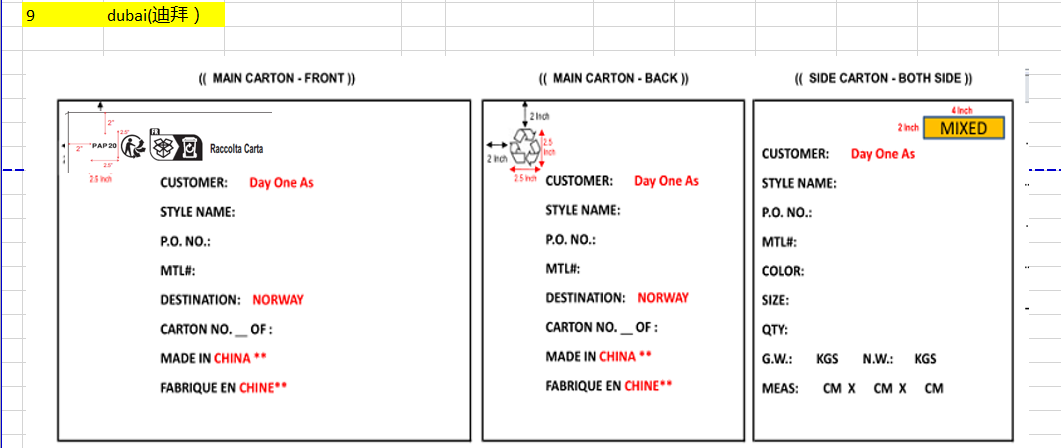 9 dubai(迪拜）
(( MAIN CARTON - FRONT ))
2"
2.5"
2"
PAP 20
2.5"
2.5 Inch
FR
Raccolta Carta
CUSTOMER: Day One As
STYLE NAME:
P.O. NO.:
MTL#:
DESTINATION: NORWAY
CARTON NO. __ OF :
MADE IN CHINA **
FABRIQUE EN CHINE**
(( MAIN CARTON - BACK ))
2 Inch
2.5 Inch
2 Inch
2.5 Inch
CUSTOMER: Day One As
STYLE NAME:
P.O. NO.:
MTL#:
DESTINATION: NORWAY
CARTON NO. __ OF :
MADE IN CHINA **
FABRIQUE EN CHINE**
(( SIDE CARTON - BOTH SIDE ))
4 Inch
2 Inch
MIXED
CUSTOMER: Day One As
STYLE NAME:
P.O. NO.:
MTL#:
COLOR:
SIZE:
QTY:
G.W.: KGS N.W.: KGS
MEAS: CM X CM X CM